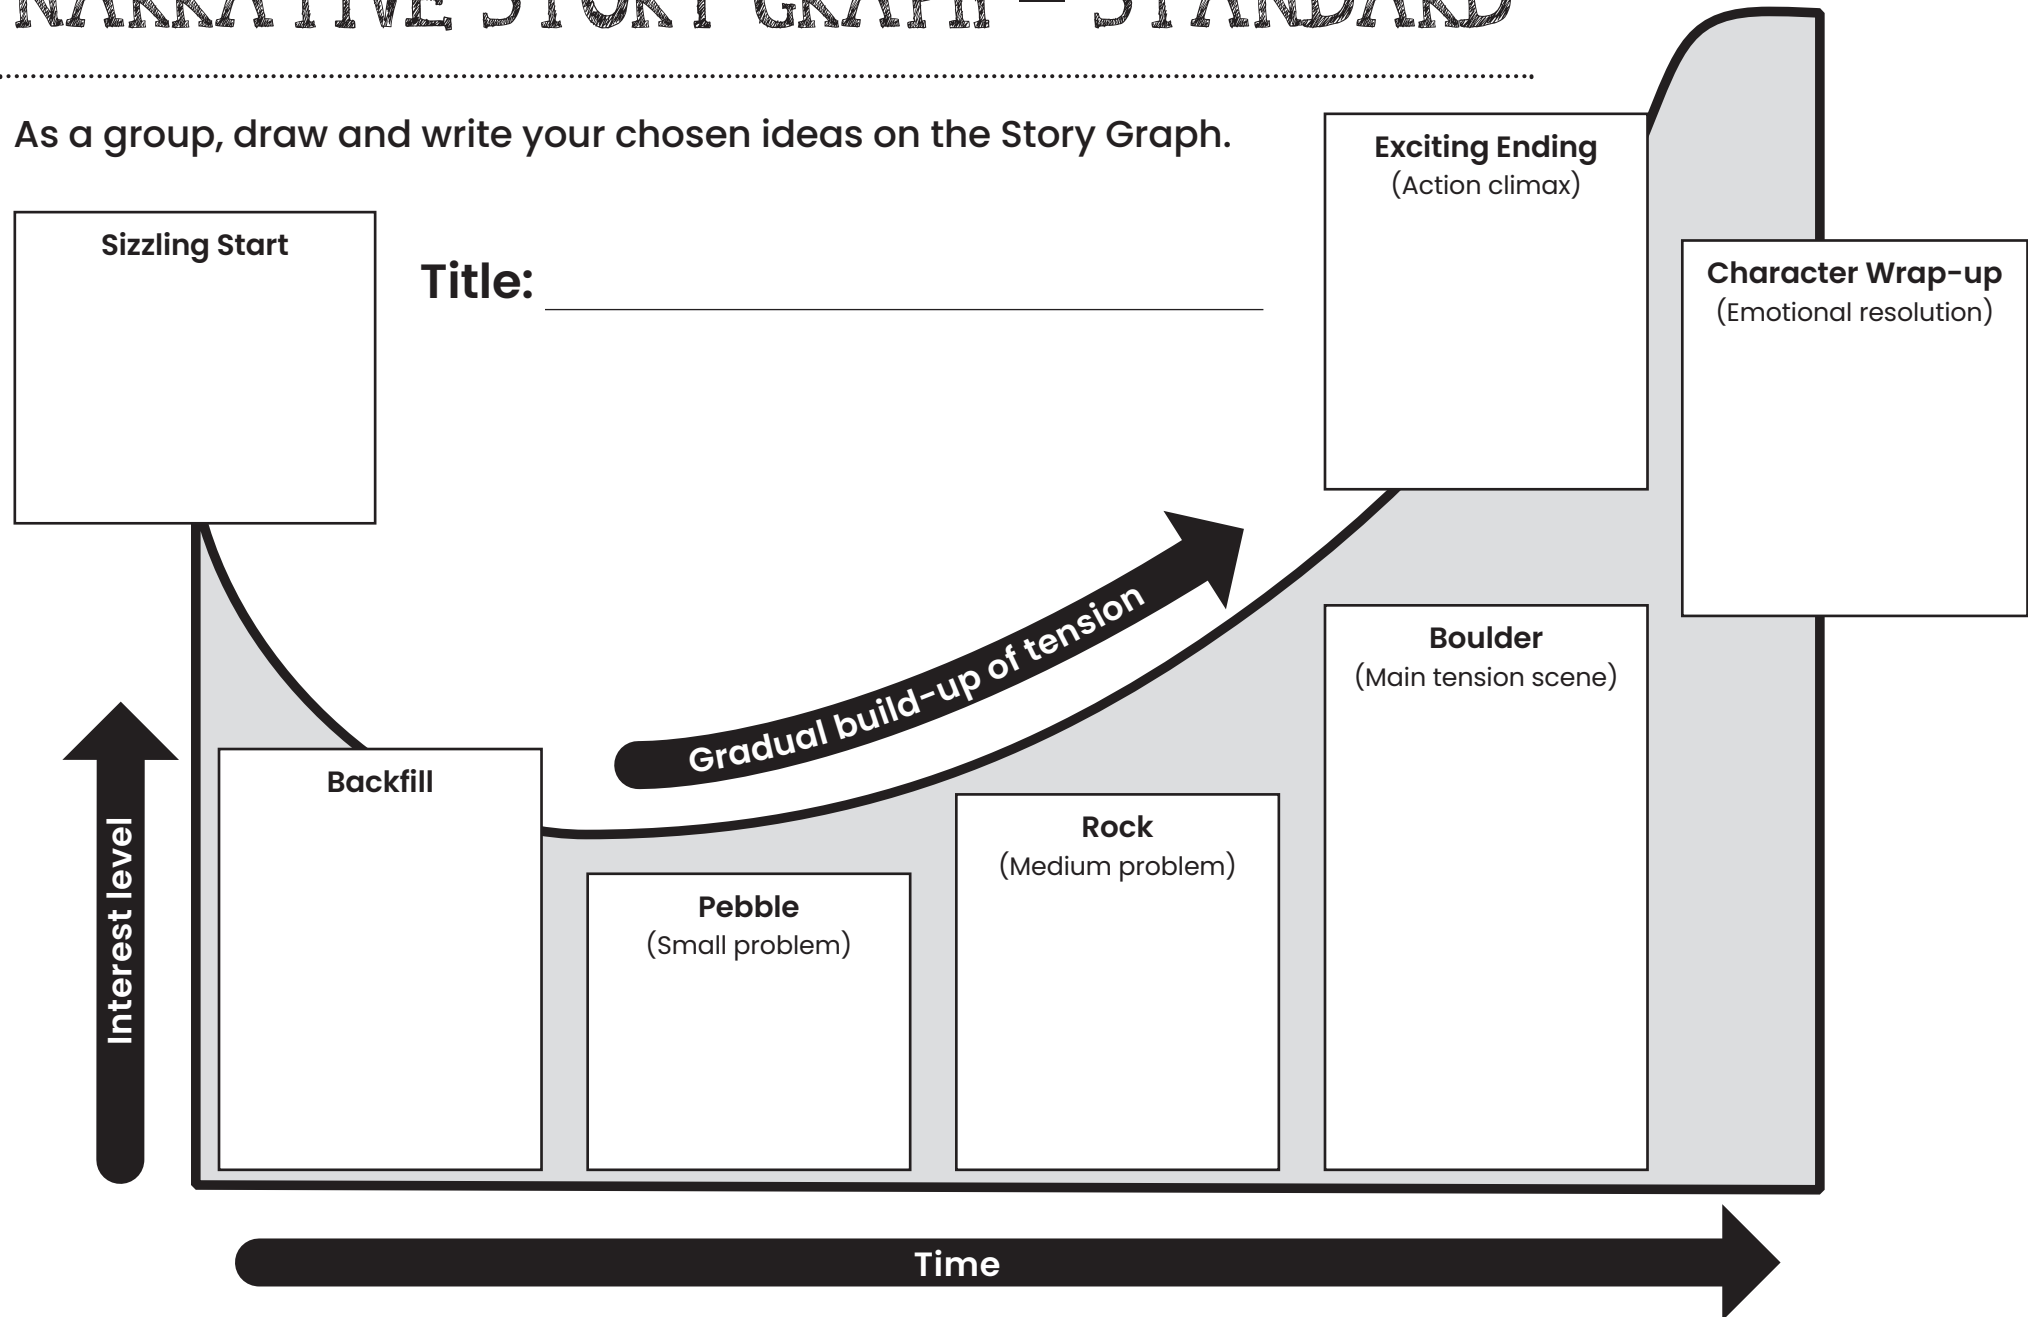 NARRATIVE STORY GRAPH – STANDARD
As a group, draw and write your chosen ideas on the Story Graph.
Sizzling Start
Title:
Exciting Ending
(Action climax)
Character Wrap-up
(Emotional resolution)
Gradual build-up of tension
Boulder
(Main tension scene)
Backfill
Rock
(Medium problem)
Pebble
(Small problem)
Interest level
Time